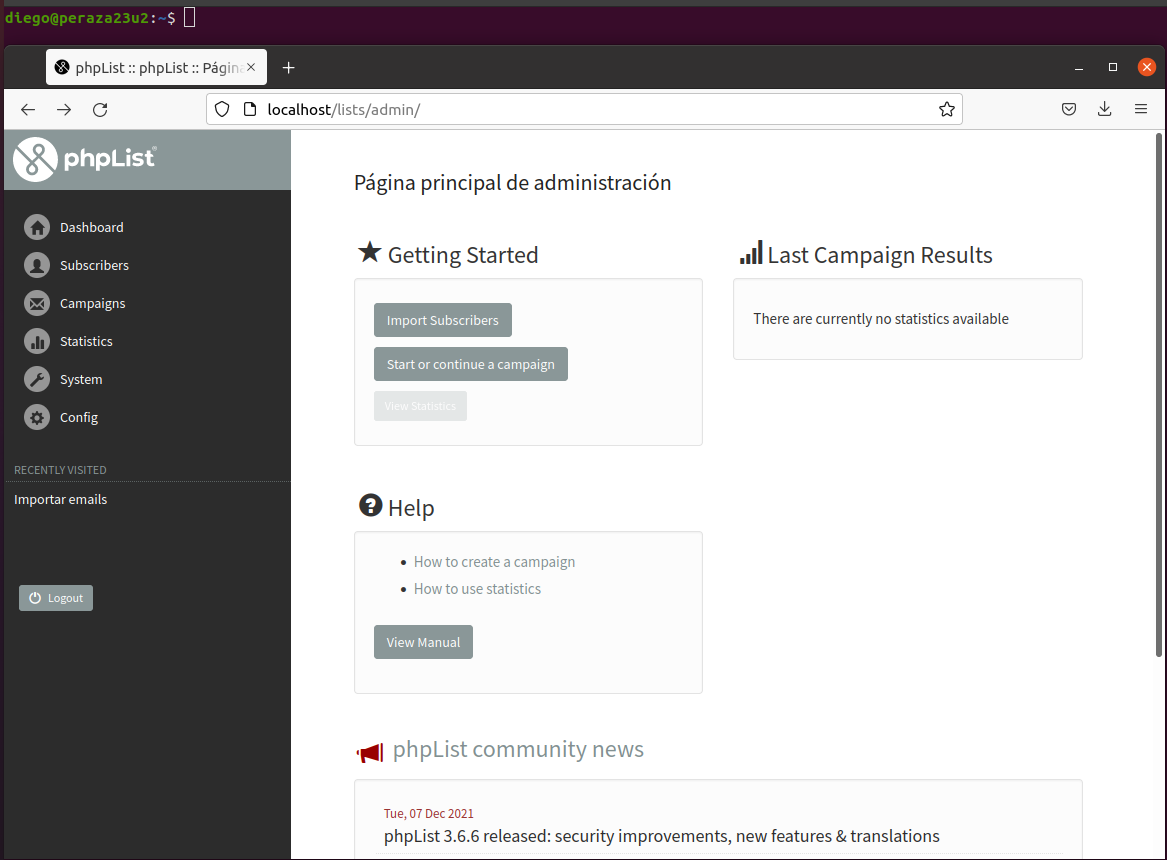 diego@peraza23u2:~$
phpList :: phpList :: Págin
localhost/lists/admin/
phpList®
Dashboard
Subscribers
Campaigns
Statistics
System
Config
RECENTLY VISITED
Importar emails
Logout
Página principal de administración
Getting Started
Import Subscribers
Start or continue a campaign
View Statistics
Last Campaign Results
There are currently no statistics available
Help
How to create a campaign
How to use statistics
View Manual
phpList community news
Tue, 07 Dec 2021
phpList 3.6.6 released: security improvements, new features & translations